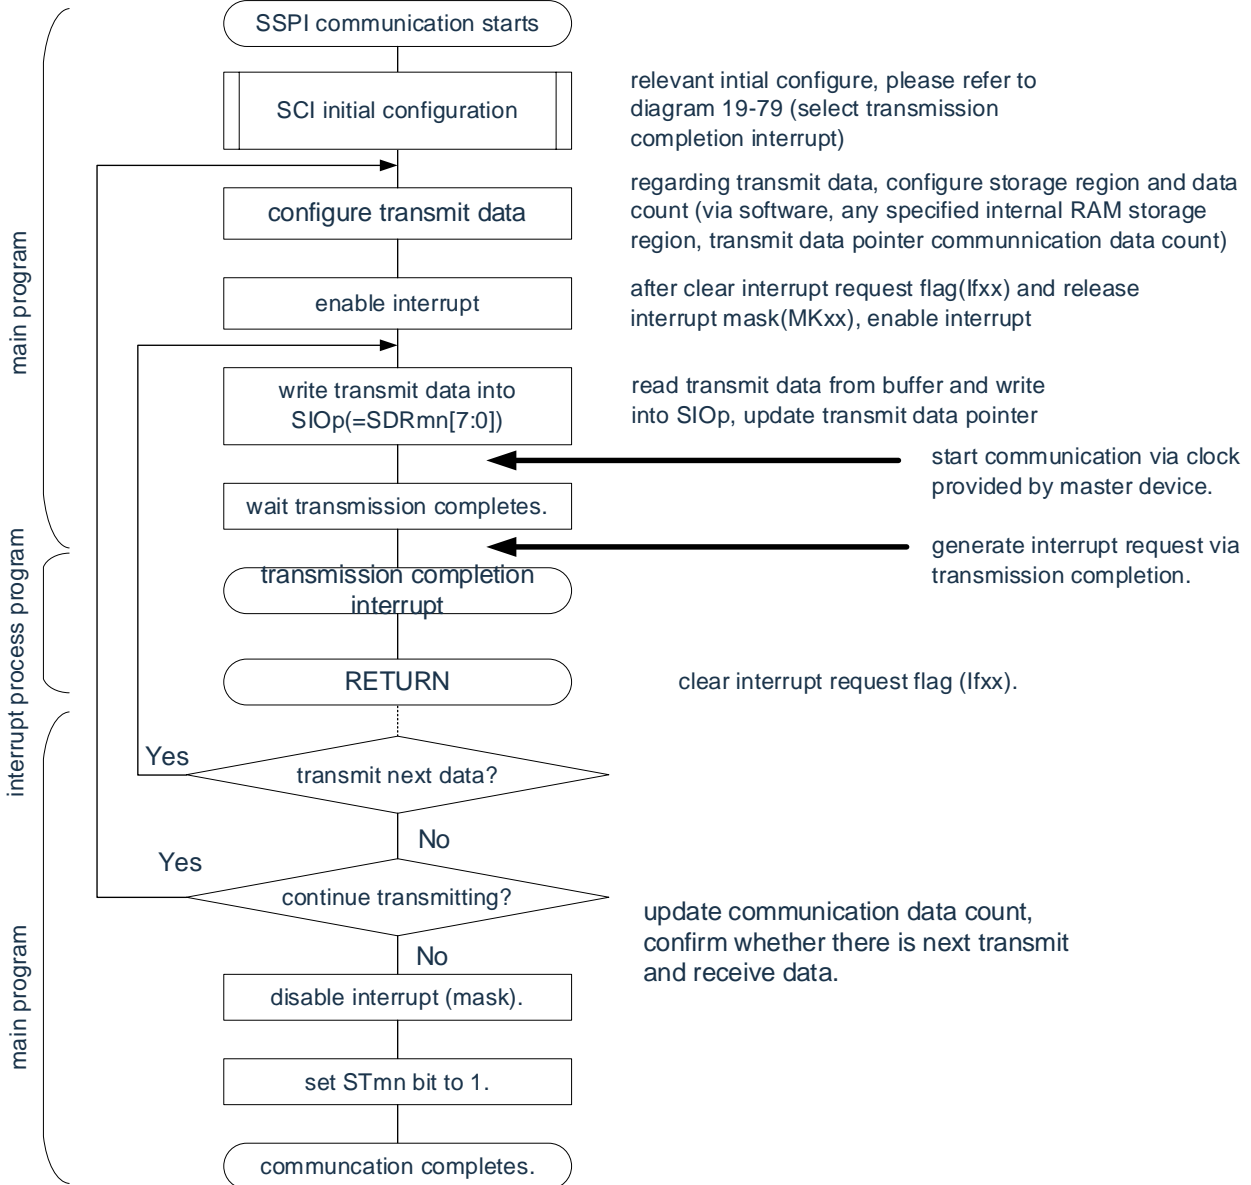 SSPI communication starts
SCI initial configuration
relevant intial configure, please refer to
diagram 19-79 (select transmission
completion interrupt)
configure transmit data
regarding transmit data, configure storage region and data
count (via software, any specified internal RAM storage
region, transmit data pointer communnication data count)
enable interrupt
after clear interrupt request flag(Ifxx) and release
interrupt mask(MKxx), enable interrupt
main program
write transmit data into
SIOp(=SDRmn[7:0])
read transmit data from buffer and write
into SIOp, update transmit data pointer
start communication via clock
provided by master device.
wait transmission completes.
generate interrupt request via
transmission completion.
transmission completion
interrupt
interrupt process program
RETURN
clear interrupt request flag (Ifxx).
Yes
transmit next data?
No
Yes
continue transmitting?
update communication data count,
confirm whether there is next transmit
and receive data.
No
main program
disable interrupt (mask).
set STmn bit to 1.
communcation completes.